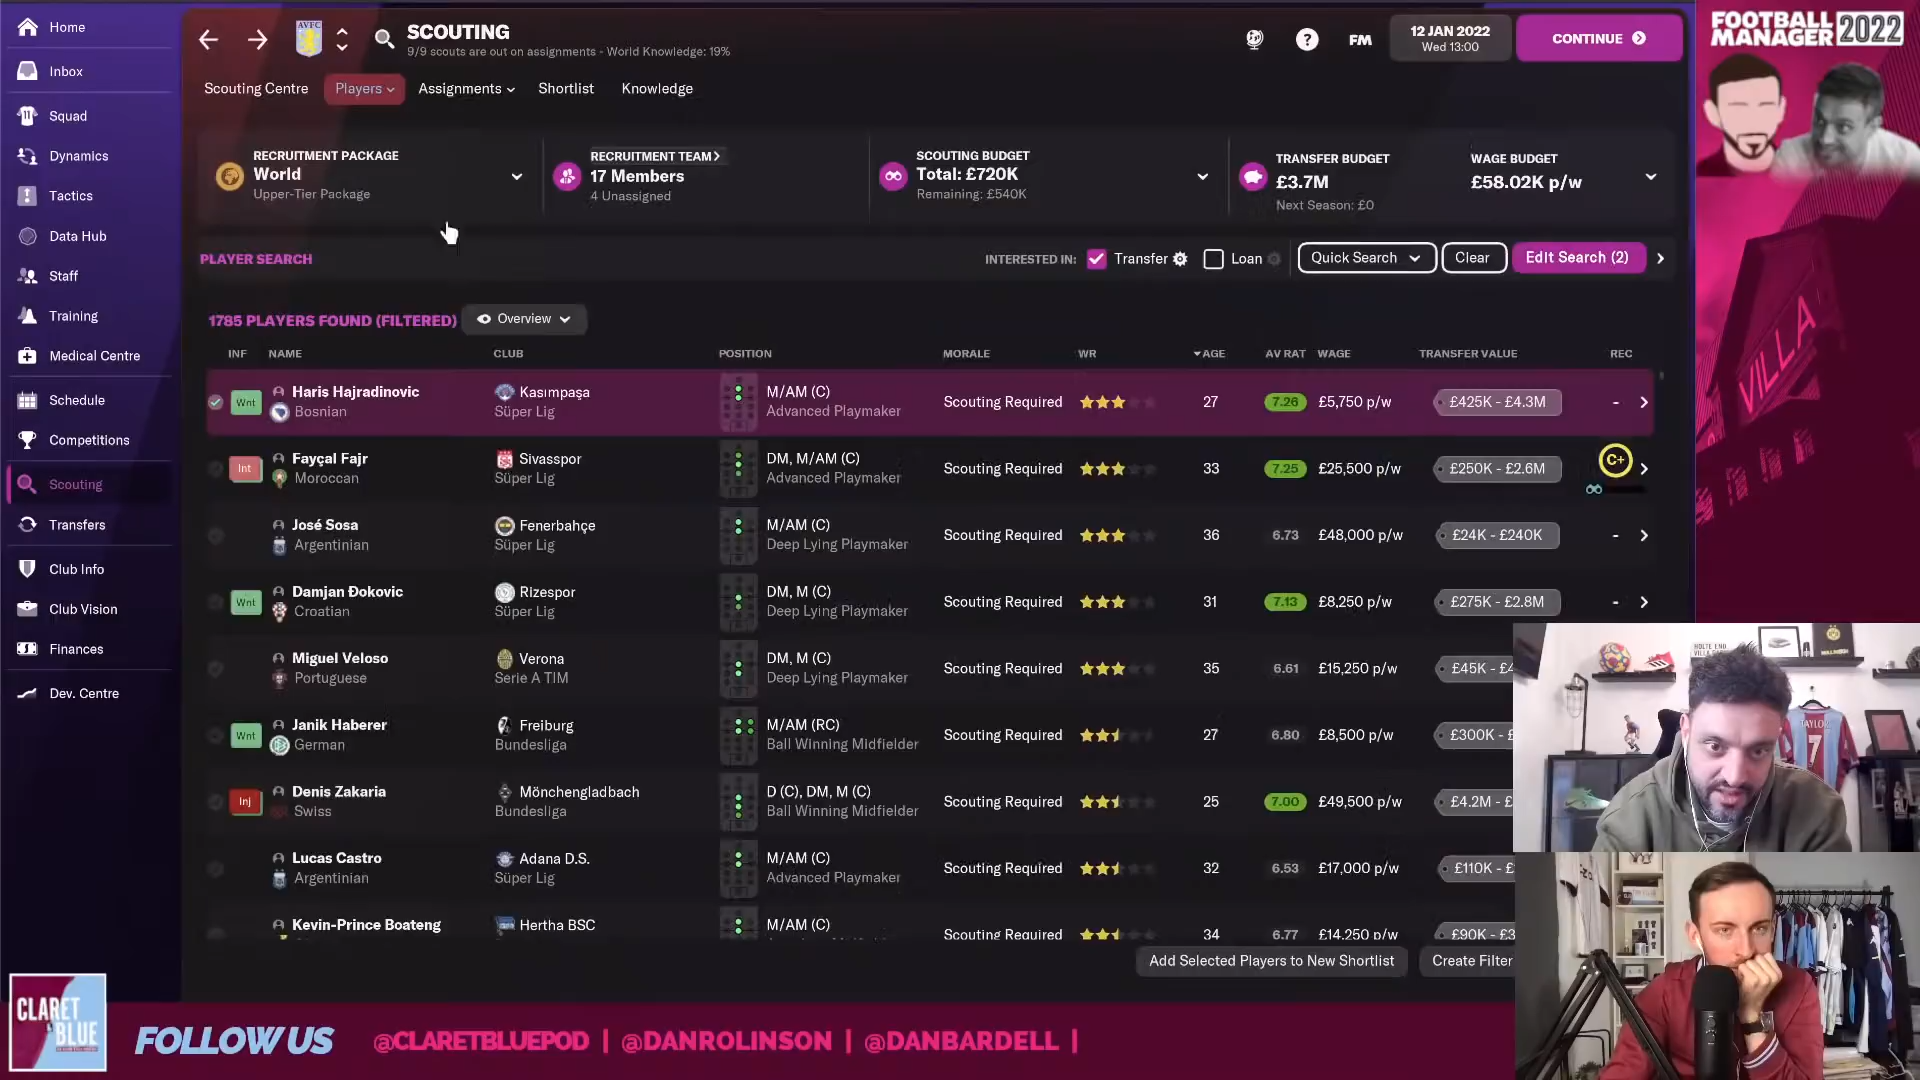 Home
Inbox
Squad
Dynamics
Tactics
Data Hub
Staff
Training
Medical Centre
Schedule
Competitions
Scouting
Transfers
Club Info
Club Vision
Finances
Dev. Centre
AVFC
SCOUTING
9/9 scouts are out on assignments - World Knowledge: 19%
? FM
12 JAN 2022
Wed 13:00
CONTINUE
FOOTBALL MANAGER 2022
Scouting Centre Players Assignments Shortlist Knowledge
RECRUITMENT PACKAGE
World
Upper-Tier Package
RECRUITMENT TEAM>
17 Members
4 Unassigned
SCOUTING BUDGET
Total: £720K
Remaining: £540K
TRANSFER BUDGET
£3.7M
Next Season: £0
WAGE BUDGET
£58.02K p/w
PLAYER SEARCH
INTERESTED IN: Transfer Loan Quick Search Clear Edit Search (2)
1785 PLAYERS FOUND (FILTERED) Overview
INF NAME CLUB POSITION MORALE WR AGE AV RAT WAGE TRANSFER VALUE REC
Wnt Haris Hajradinovic Kasımpaşa M/AM (C) Scouting Required 27 7.26 £5,750 p/w £425K - £4.3M -
Bosnian Süper Lig Advanced Playmaker
Int Fayçal Fajr Sivasspor DM, M/AM (C) Scouting Required 33 7.25 £25,500 p/w £250K - £2.6M C+
Moroccan Süper Lig Advanced Playmaker
José Sosa Fenerbahçe M/AM (C) Scouting Required 36 6.73 £48,000 p/w £24K - £240K -
Argentinian Süper Lig Deep Lying Playmaker
Wnt Damjan Đokovic Rizespor DM, M (C) Scouting Required 31 7.13 £8,250 p/w £275K - £2.8M -
Croatian Süper Lig Deep Lying Playmaker
Miguel Veloso Verona DM, M (C) Scouting Required 35 6.61 £15,250 p/w £45K -
Portuguese Serie A TIM Deep Lying Playmaker
Wnt Janik Haberer Freiburg M/AM (RC) Scouting Required 27 6.80 £8,500 p/w £300K -
German Bundesliga Ball Winning Midfielder
Inj Denis Zakaria Mönchengladbach D (C), DM, M (C) Scouting Required 25 7.00 £49,500 p/w £4.2M -
Swiss Bundesliga Ball Winning Midfielder
Lucas Castro Adana D.S. M/AM (C) Scouting Required 32 6.53 £17,000 p/w £110K -
Argentinian Süper Lig Advanced Playmaker
Kevin-Prince Boateng Hertha BSC M/AM (C) Scouting Required 34 6.77 £14,250 p/w £90K -
Add Selected Players to New Shortlist Create Filter
VILLA
TAYLOR
7
CLARET & BLUE
FOLLOW US @CLARETBLUEPOD | @DANROLINSON | @DANBARDELL |